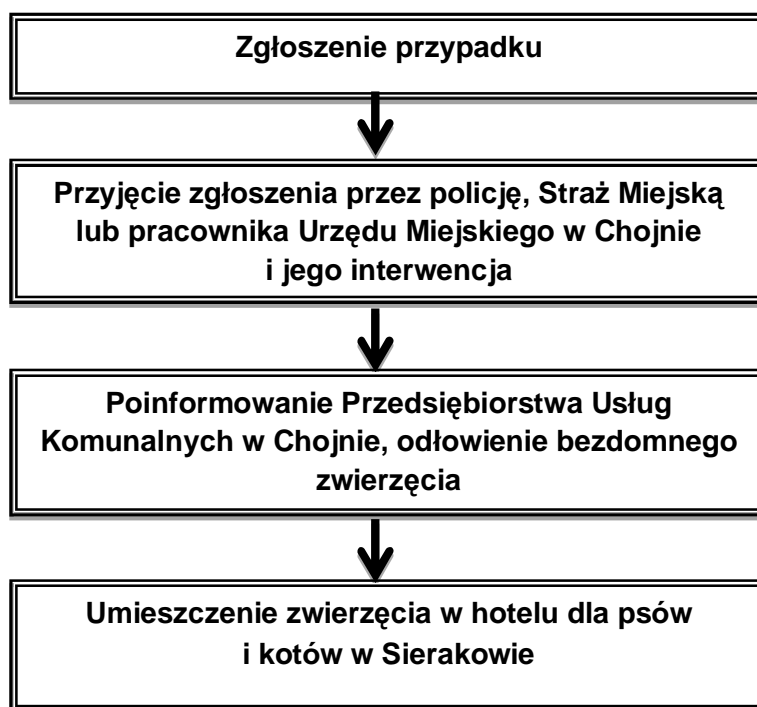 Zgłoszenie przypadku
Przyjęcie zgłoszenia przez policję, Straż Miejską
lub pracownika Urzędu Miejskiego w Chojnie
i jego interwencja
Poinformowanie Przedsiębiorstwa Usług
Komunalnych w Chojnie, odłowienie bezdomnego
zwierzęcia
Umieszczenie zwierzęcia w hotelu dla psów
i kotów w Sierakowie